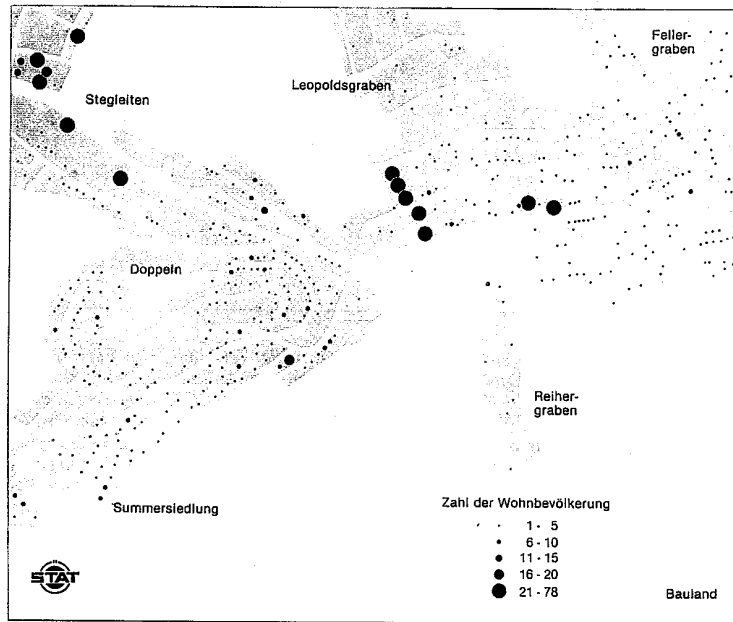 Feller-
graben
Leopoldsgraben
Stegleiten
Doppeln
Reiher-
graben
Summersiedlung
Zahl der Wohnbevölkerung
1 - 5
6 - 10
11 - 15
16 - 20
21 - 78
STAT
Bauland